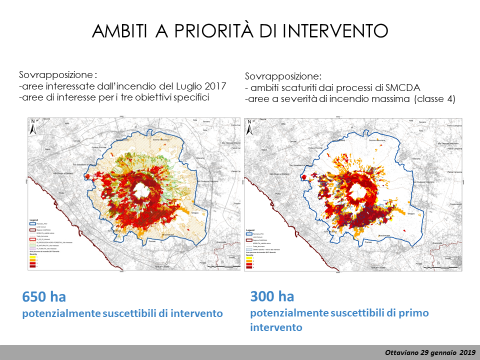 AMBITI A PRIORITÀ DI INTERVENTO
Sovrapposizione :
-aree interessate dall'incendio del Luglio 2017
-aree di interesse per i tre obiettivi specifici
Sovrapposizione:
- ambiti scaturiti dai processi di SMCDA
-aree a severità di incendio massima (classe 4)
650 ha
potenzialmente suscettibili di intervento
300 ha
potenzialmente suscettibili di primo
intervento
Ottaviano 29 gennaio 2019